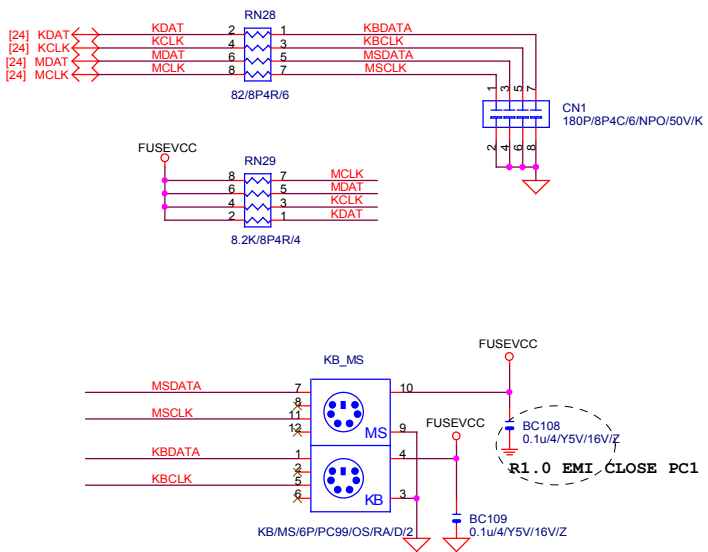 RN28
[24] KDAT KDAT 2 1 KBDATA
[24] KCLK KCLK 4 3 KBCLK
[24] MDAT MDAT 6 5 MSDATA
[24] MCLK MCLK 8 7 MSCLK
82/8P4R/6
1 3 5 7
CN1
180P/8P4C/6/NPO/50V/K
2 4 6 8
FUSEVCC
RN29
8 7 MCLK
6 5 MDAT
4 3 KCLK
2 1 KDAT
8.2K/8P4R/4
FUSEVCC
KB_MS
MSDATA 7 10
8
MSCLK 11
12 MS 9
FUSEVCC
BC108
0.1u/4/Y5V/16V/Z
R1.0 EMI CLOSE PC1
KBDATA 1 4
2
KBCLK 5
6 KB 3
KB/MS/6P/PC99/OS/RA/D/2
BC109
0.1u/4/Y5V/16V/Z